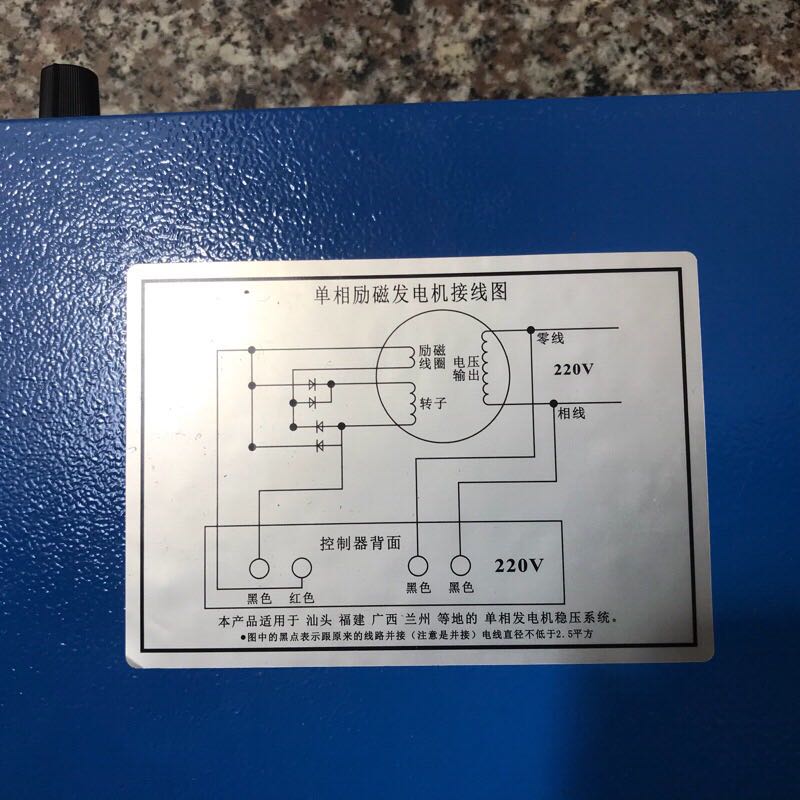 单相励磁发电机接线图
励磁
线圈
电压
输出
零线
220V
转子
相线
控制器背面
220V
黑色
红色
黑色
黑色
本产品适用于 汕头 福建 广西 兰州 等地的 单相发电机稳压系统。
●图中的黑点表示跟原来的线路并接（注意是并接）电线直径不低于2.5平方